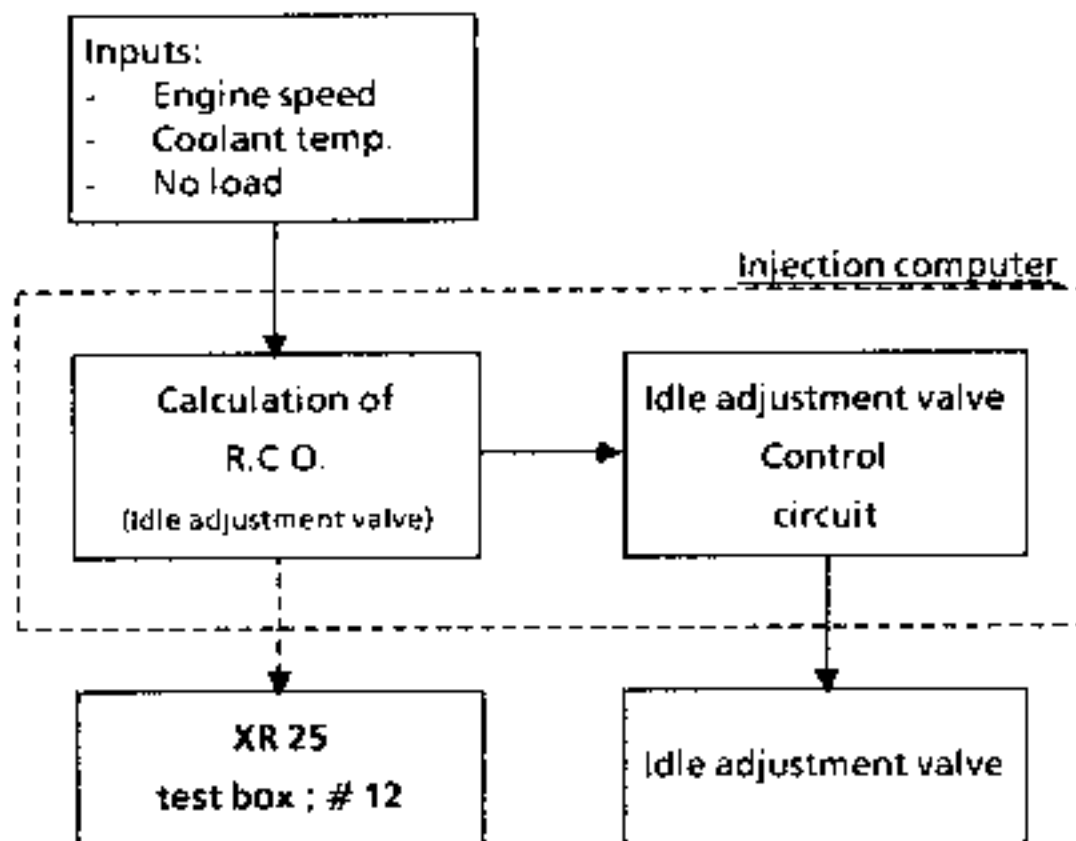 Inputs:
- Engine speed
- Coolant temp.
- No load
Injection computer
Calculation of
R.C O.
(Idle adjustment valve)
Idle adjustment valve
Control
circuit
XR 25
test box ; # 12
Idle adjustment valve